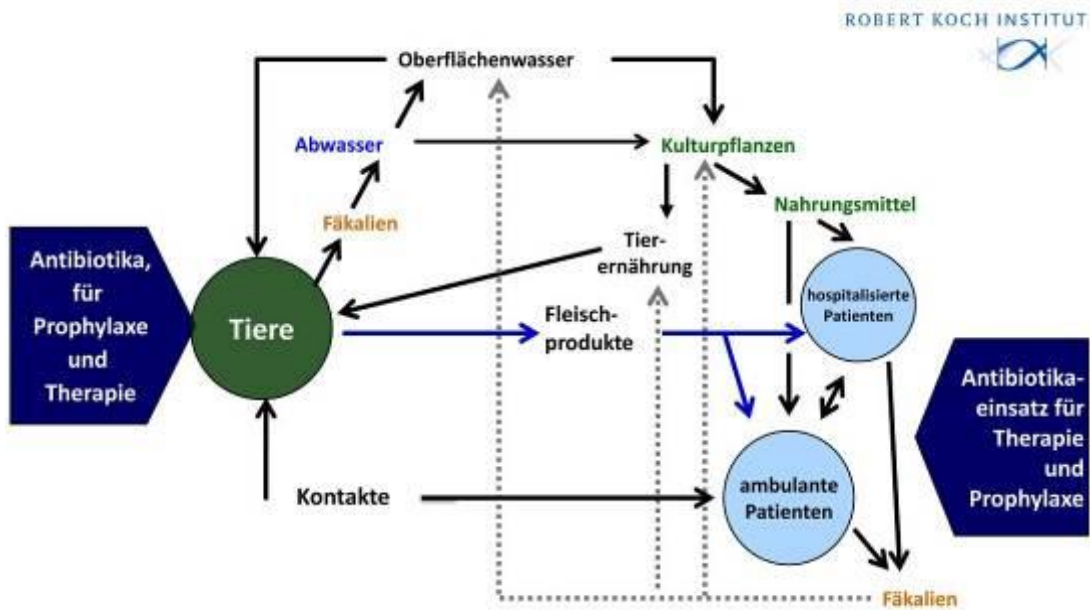 ROBERT KOCH INSTITUT
Oberflächenwasser
Abwasser
Kulturpflanzen
Fäkalien
Nahrungsmittel
Tier-
ernährung
Antibiotika,
für
Prophylaxe
und
Therapie
Tiere
Fleisch-
produkte
hospitalisierte
Patienten
Antibiotika-
einsatz für
Therapie
und
Prophylaxe
Kontakte
ambulante
Patienten
Fäkalien